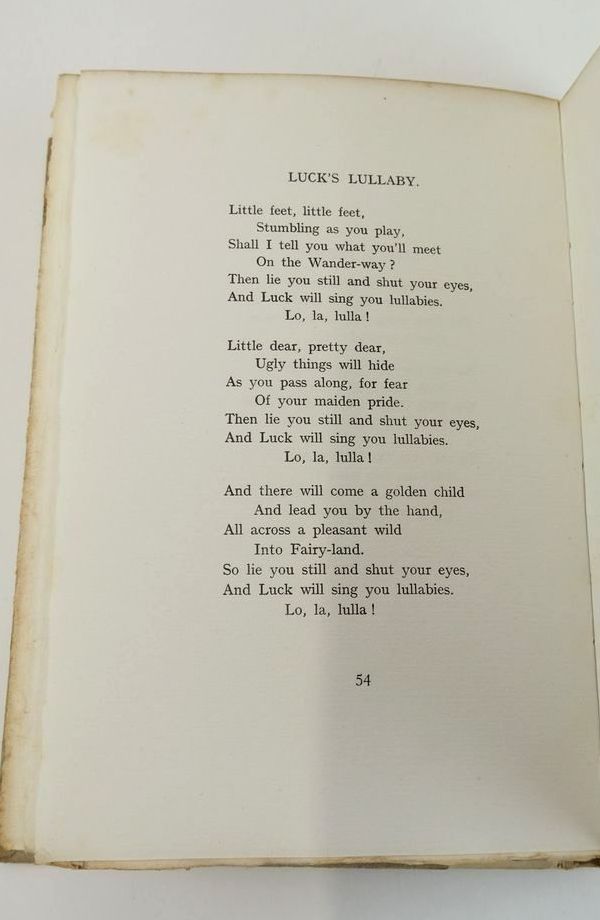 LUCK'S LULLABY.
Little feet, little feet,
Stumbling as you play,
Shall I tell you what you'll meet
On the Wander-way ?
Then lie you still and shut your eyes,
And Luck will sing you lullabies.
Lo, la, lulla !
Little dear, pretty dear,
Ugly things will hide
As you pass along, for fear
Of your maiden pride.
Then lie you still and shut your eyes,
And Luck will sing you lullabies.
Lo, la, lulla !
And there will come a golden child
And lead you by the hand,
All across a pleasant wild
Into Fairy-land.
So lie you still and shut your eyes,
And Luck will sing you lullabies.
Lo, la, lulla !
54